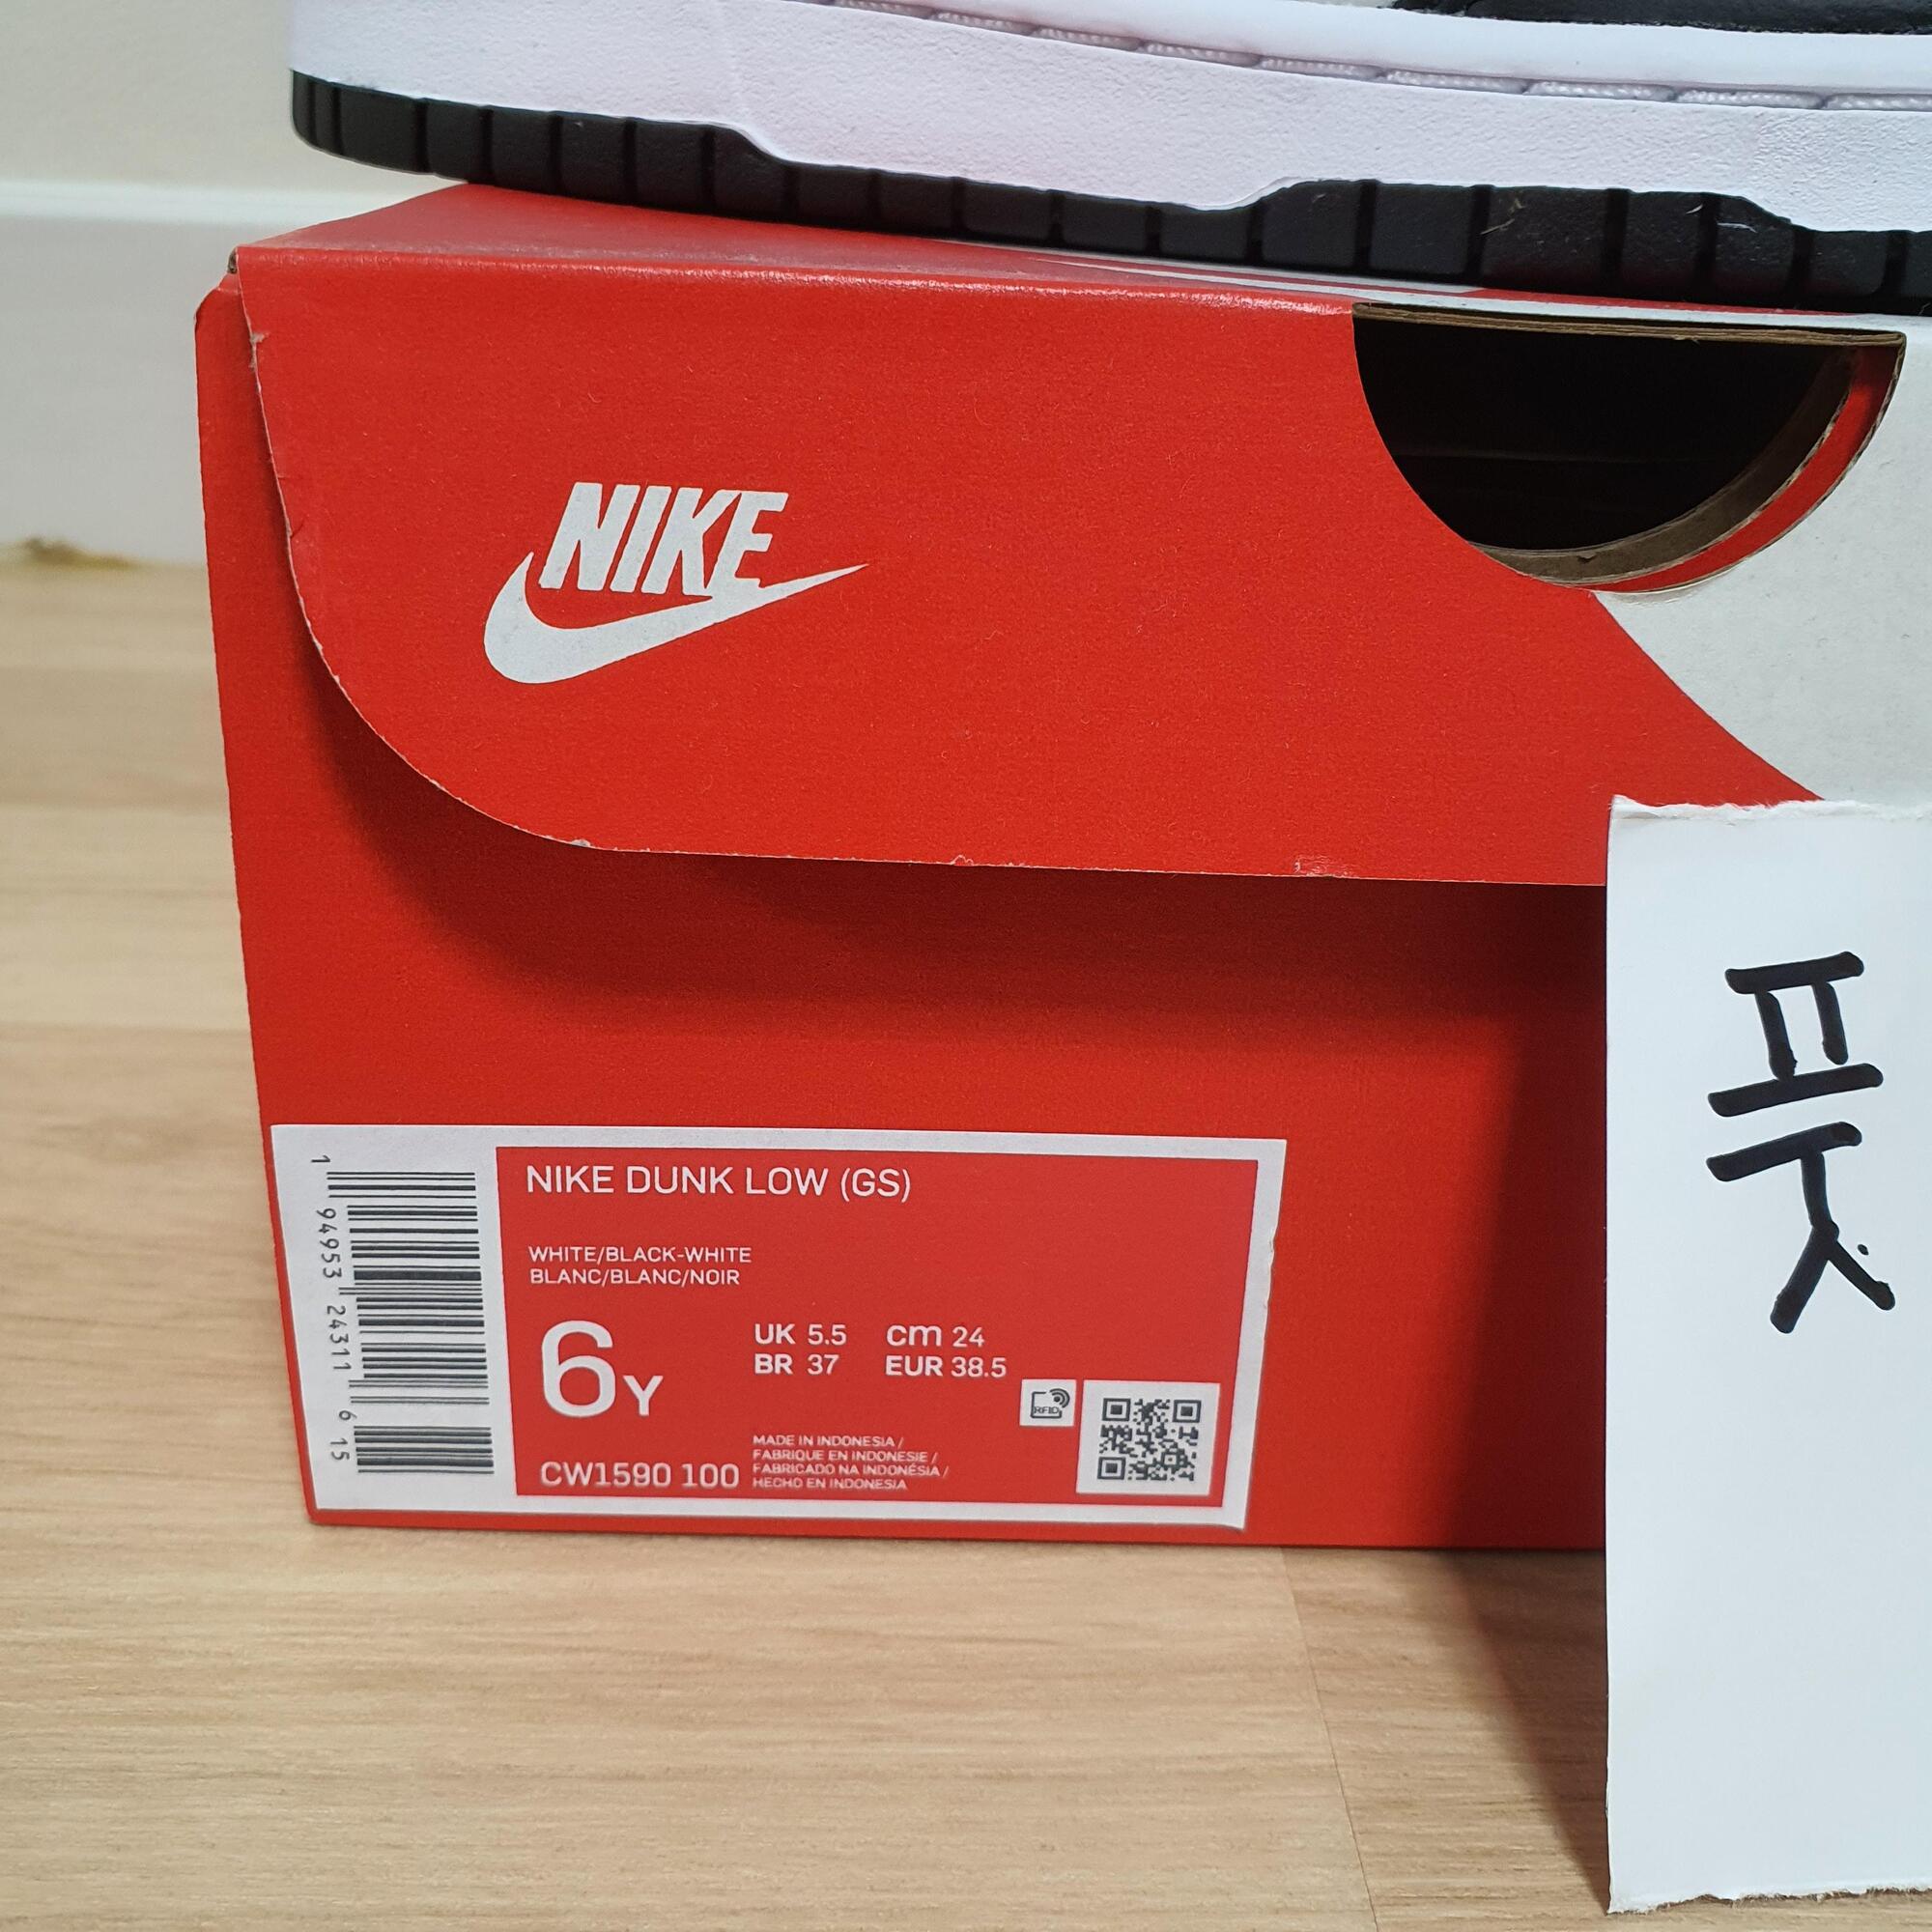 NIKE
NIKE DUNK LOW (GS)
WHITE/BLACK-WHITE
BLANC/BLANC/NOIR
6Y
UK 5.5 cm 24
BR 37 EUR 38.5
RFID
CW1590 100
MADE IN INDONESIA /
FABRIQUE EN INDONESIE /
FABRICADO NA INDONÉSIA /
HECHO EN INDONESIA
1 94953 24311 6 15